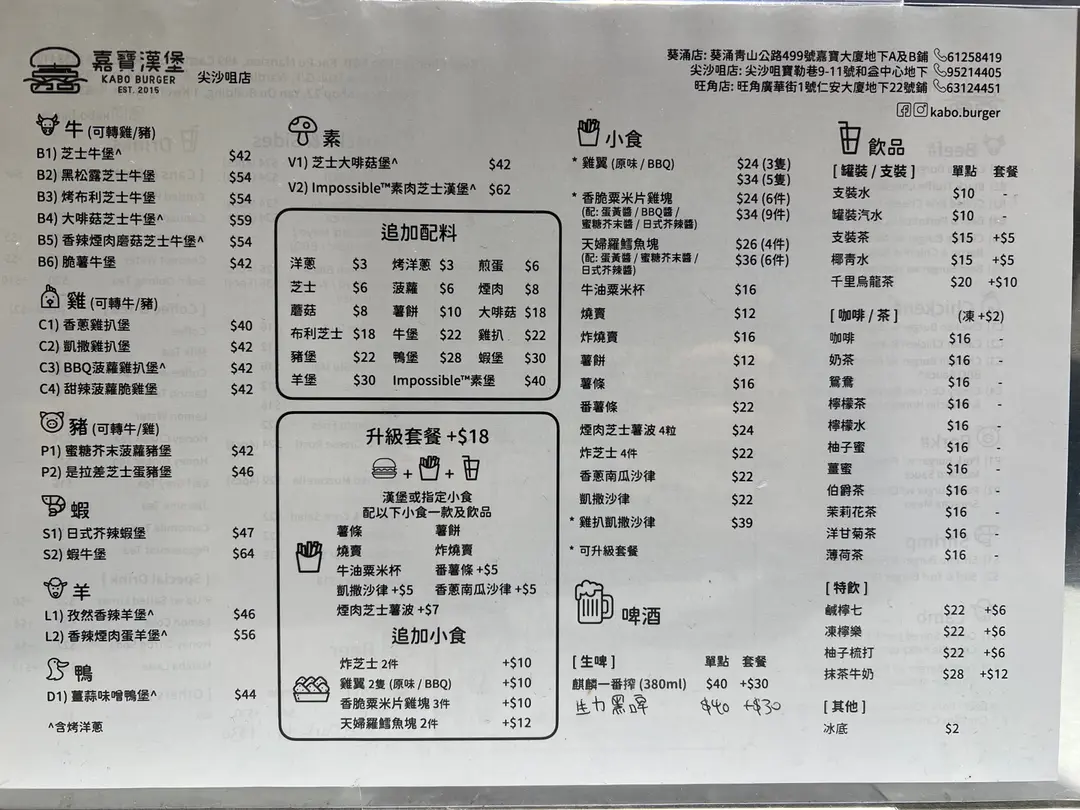 嘉寶漢堡
KABO BURGER
EST. 2015
尖沙咀店
葵涌店: 葵涌青山公路499號嘉寶大廈地下A及B鋪 61258419
尖沙咀店: 尖沙咀寶勒巷9-11號和益中心地下 95214405
旺角店: 旺角廣華街1號仁安大廈地下22號鋪 63124451
kabo.burger
牛 (可轉雞/豬)
B1) 芝士牛堡^ $42
B2) 黑松露芝士牛堡 $54
B3) 烤布利芝士牛堡 $54
B4) 大啡菇芝士牛堡^ $59
B5) 香辣煙肉磨菇芝士牛堡^ $54
B6) 脆薯牛堡 $42
雞 (可轉牛/豬)
C1) 香蔥雞扒堡 $40
C2) 凱撒雞扒堡 $42
C3) BBQ菠蘿雞扒堡^ $42
C4) 甜辣菠蘿脆雞堡 $42
豬 (可轉牛/雞)
P1) 蜜糖芥末菠蘿豬堡 $42
P2) 是拉差芝士蛋豬堡 $46
蝦
S1) 日式芥辣蝦堡 $47
S2) 蝦牛堡 $64
羊
L1) 孜然香辣羊堡^ $46
L2) 香辣煙肉蛋羊堡^ $56
鴨
D1) 薑蒜味噌鴨堡^ $44
^含烤洋蔥
素
V1) 芝士大啡菇堡^ $42
V2) Impossible™素肉芝士漢堡^ $62
追加配料
洋蔥 $3 烤洋蔥 $3 煎蛋 $6
芝士 $6 菠蘿 $6 煙肉 $8
蘑菇 $8 薯餅 $10 大啡菇 $18
布利芝士 $18 牛堡 $22 雞扒 $22
豬堡 $22 鴨堡 $28 蝦堡 $30
羊堡 $30 Impossible™素堡 $40
升級套餐 +$18
+ +
漢堡或指定小食
配以下小食一款及飲品
薯條 薯餅
燒賣 炸燒賣
牛油粟米杯 番薯條 +$5
凱撒沙律 +$5 香蔥南瓜沙律 +$5
煙肉芝士薯波 +$7
追加小食
炸芝士 2件 +$10
雞翼 2隻 (原味 / BBQ) +$10
香脆粟米片雞塊 3件 +$10
天婦羅鱈魚塊 2件 +$12
小食
* 雞翼 (原味 / BBQ) $24 (3隻)
$34 (5隻)
* 香脆粟米片雞塊 $24 (6件)
(配: 蛋黃醬 / BBQ醬 / $34 (9件)
蜜糖芥末醬 / 日式芥辣醬)
天婦羅鱈魚塊 $26 (4件)
(配: 蛋黃醬 / 蜜糖芥末醬 / $36 (6件)
日式芥辣醬)
牛油粟米杯 $16
燒賣 $12
炸燒賣 $16
薯餅 $12
薯條 $16
番薯條 $22
煙肉芝士薯波 4粒 $24
炸芝士 4件 $22
香蔥南瓜沙律 $22
凱撒沙律 $22
* 雞扒凱撒沙律 $39
* 可升級套餐
啤酒
[ 生啤 ] 單點 套餐
麒麟一番搾 (380ml) $40 +$30
生力黑啤 $40 +$30
飲品
[ 罐裝 / 支裝 ] 單點 套餐
支裝水 $10 -
罐裝汽水 $10 -
支裝茶 $15 +$5
椰青水 $15 +$5
千里烏龍茶 $20 +$10
[ 咖啡 / 茶 ] (凍 +$2)
咖啡 $16 -
奶茶 $16 -
鴛鴦 $16 -
檸檬茶 $16 -
檸檬水 $16 -
柚子蜜 $16 -
薑蜜 $16 -
伯爵茶 $16 -
茉莉花茶 $16 -
洋甘菊茶 $16 -
薄荷茶 $16 -
[ 特飲 ]
鹹檸七 $22 +$6
凍檸樂 $22 +$6
柚子梳打 $22 +$6
抹茶牛奶 $28 +$12
[ 其他 ]
冰底 $2